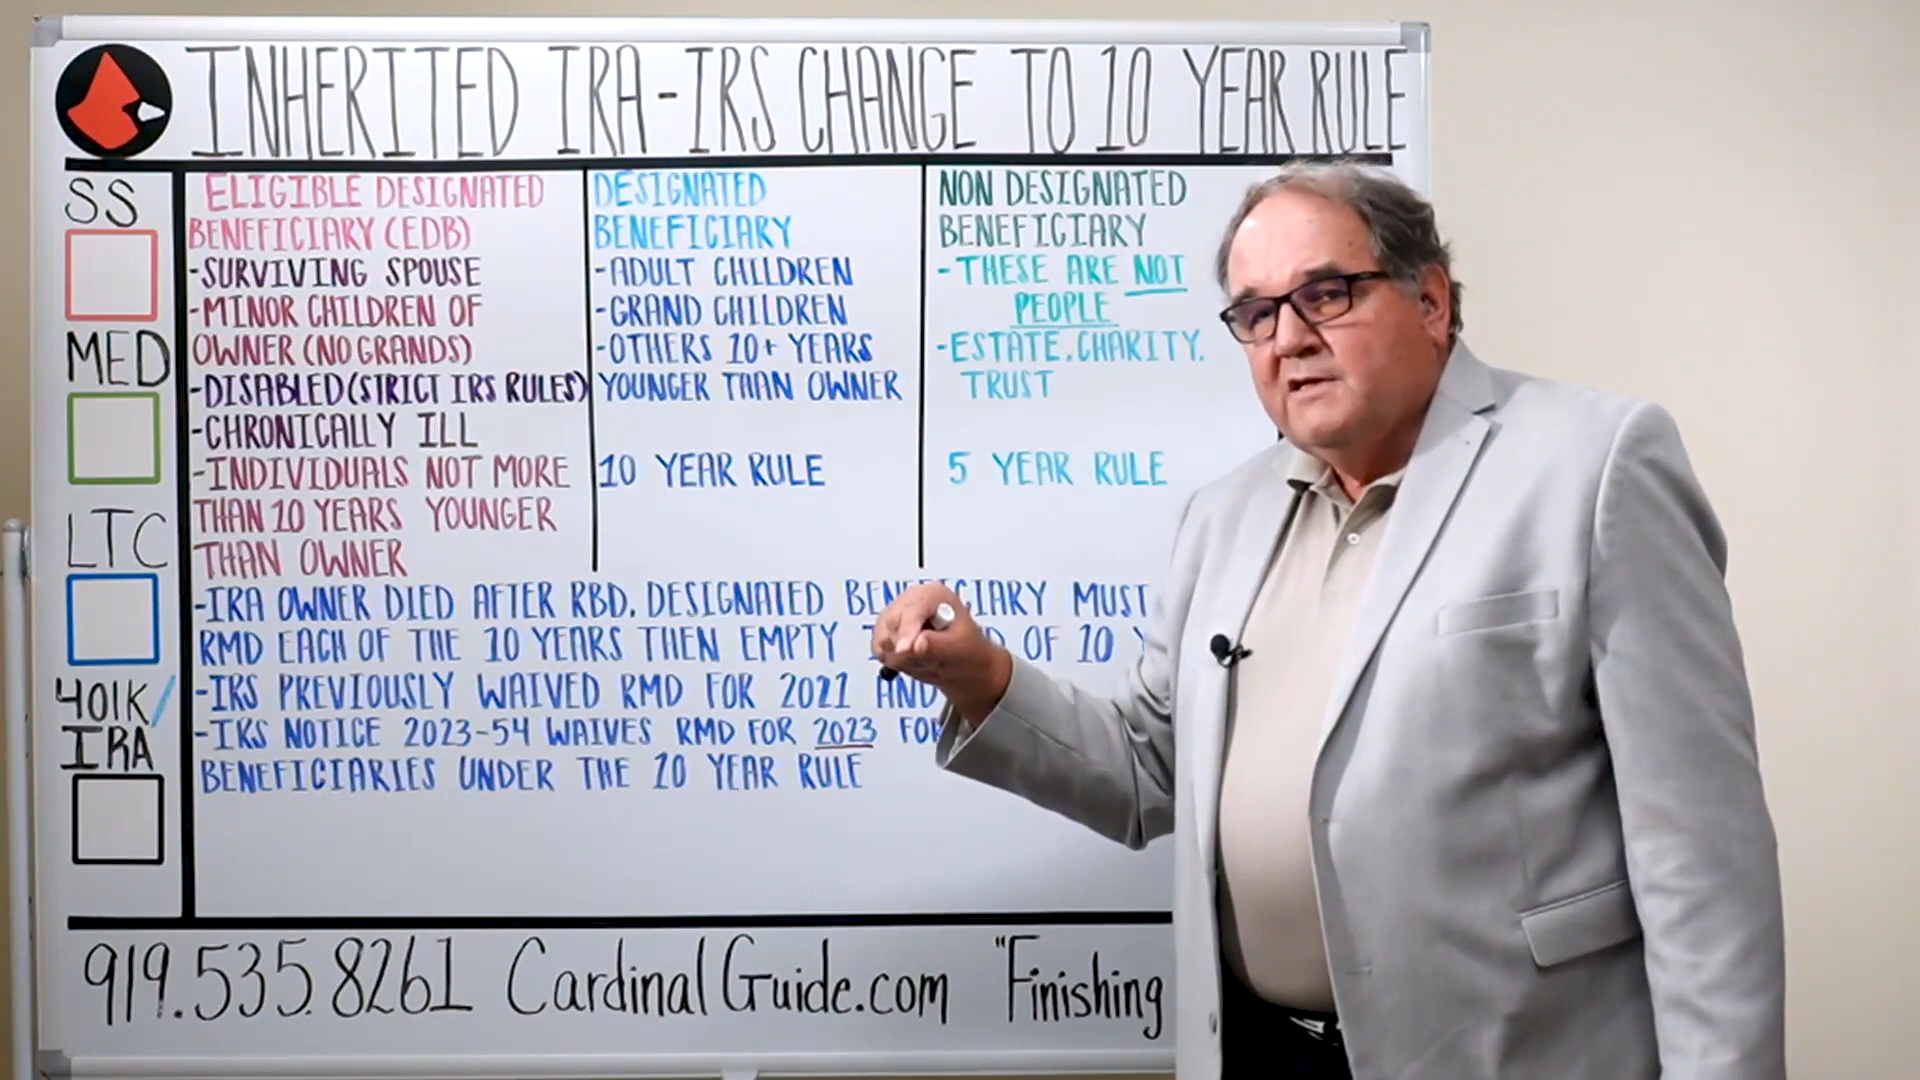 INHERITED IRA-IRS CHANGE TO 10 YEAR RULE
SS
MED
LTC
401K/
IRA
ELIGIBLE DESIGNATED
BENEFICIARY (EDB)
-SURVIVING SPOUSE
-MINOR CHILDREN OF
OWNER (NO GRANDS)
-DISABLED (STRICT IRS RULES)
-CHRONICALLY ILL
-INDIVIDUALS NOT MORE
THAN 10 YEARS YOUNGER
THAN OWNER
DESIGNATED
BENEFICIARY
-ADULT CHILDREN
-GRAND CHILDREN
-OTHERS 10+ YEARS
YOUNGER THAN OWNER
10 YEAR RULE
NON DESIGNATED
BENEFICIARY
-THESE ARE NOT
PEOPLE
-ESTATE, CHARITY,
TRUST
5 YEAR RULE
-IRA OWNER DIED AFTER RBD, DESIGNATED BENEFICIARY MUST
RMD EACH OF THE 10 YEARS THEN EMPTY OF 10
-IRS PREVIOUSLY WAIVED RMD FOR 2021 AND
-IRS NOTICE 2023-54 WAIVES RMD FOR 2023 FOR
BENEFICIARIES UNDER THE 10 YEAR RULE
919.535.8261 CardinalGuide.com "Finishing